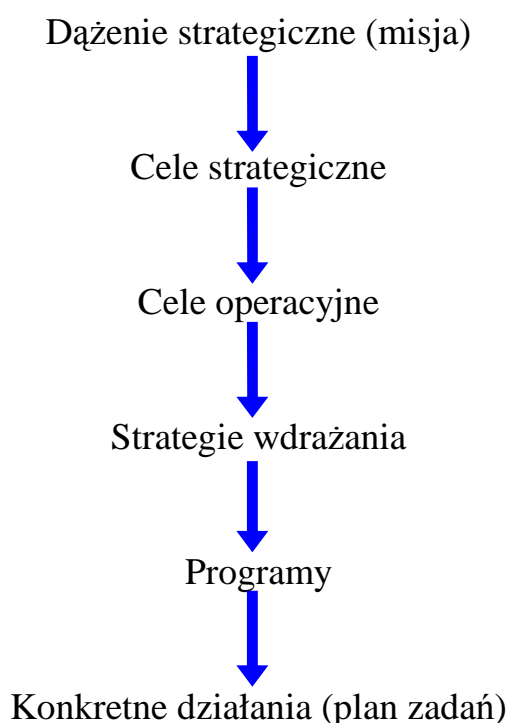 Dążenie strategiczne (misja)
Cele strategiczne
Cele operacyjne
Strategie wdrażania
Programy
Konkretne działania (plan zadań)